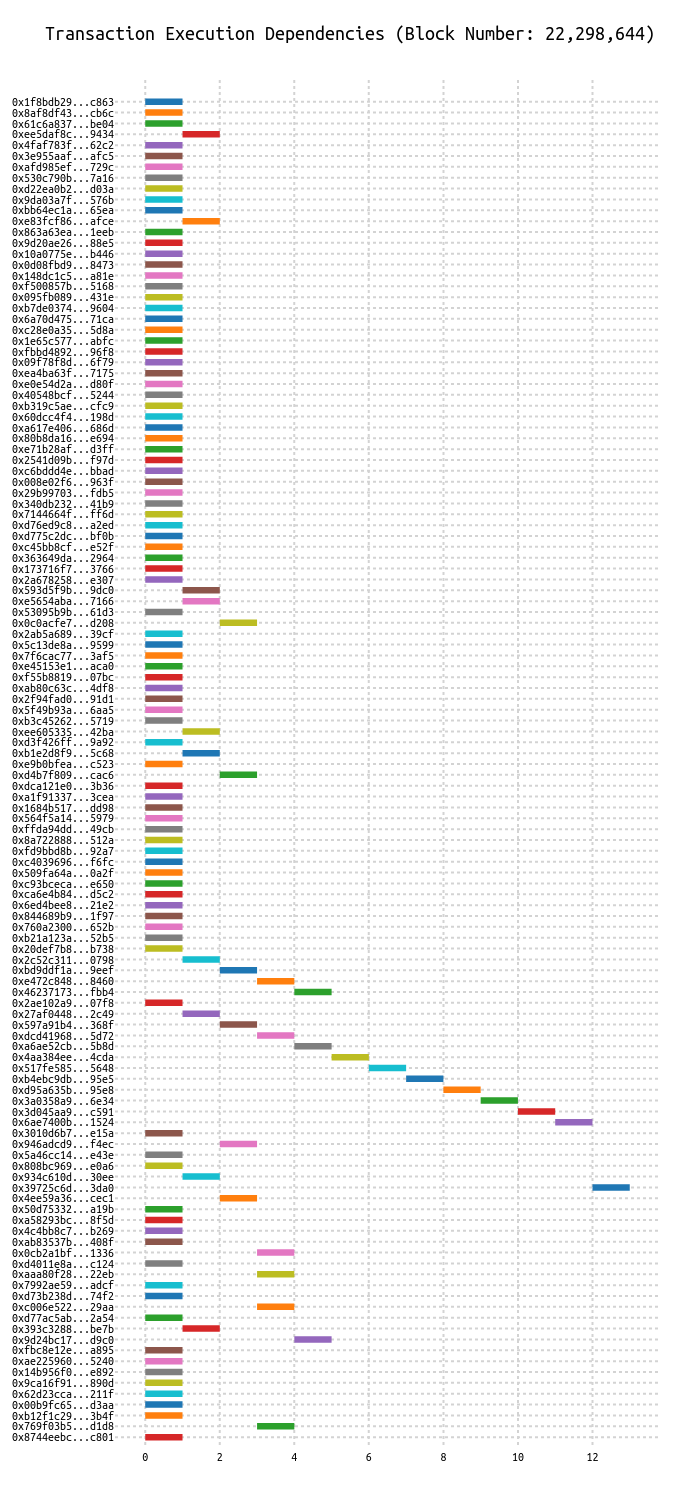 Transaction Execution Dependencies (Block Number: 22,298,644)
0x1f8bdb29...c863
0x8af8df43...cb6c
0x61c6a837...be04
0xee5daf8c...9434
0x4faf783f...62c2
0x3e955aaf...afc5
0xafd985ef...729c
0x530c790b...7a16
0xd22ea0b2...d03a
0x9da03a7f...576b
0xbb64ec1a...65ea
0xe83fcf86...afce
0x863a63ea...1eeb
0x9d20ae26...88e5
0x10a0775e...b446
0x0d08fbd9...8473
0x148dc1c5...a81e
0xf500857b...5168
0x095fb089...431e
0xb7de0374...9604
0x6a70d475...71ca
0xc28e0a35...5d8a
0x1e65c577...abfc
0xfbbd4892...96f8
0x09f78f8d...6f79
0xea4ba63f...7175
0xe0e54d2a...d80f
0x40548bcf...5244
0xb319c5ae...cfc9
0x60dcc4f4...198d
0xa617e406...686d
0x80b8da16...e694
0xe71b28af...d3ff
0x2541d09b...f97d
0xc6bddd4e...bbad
0x008e02f6...963f
0x29b99703...fdb5
0x340db232...41b9
0x7144664f...ff6d
0xd76ed9c8...a2ed
0xd775c2dc...bf0b
0xc45bb8cf...e52f
0x363649da...2964
0x173716f7...3766
0x2a678258...e307
0x593d5f9b...9dc0
0xe5654aba...7166
0x53095b9b...61d3
0x0c0acfe7...d208
0x2ab5a689...39cf
0x5c13de8a...9599
0x7f6cac77...3af5
0xe45153e1...aca0
0xf55b8819...07bc
0xab80c63c...4df8
0x2f94fad0...91d1
0x5f49b93a...6aa5
0xb3c45262...5719
0xee605335...42ba
0xd3f426ff...9a92
0xb1e2d8f9...5c68
0xe9b0bfea...c523
0xd4b7f809...cac6
0xdca121e0...3b36
0xa1f91337...3cea
0x1684b517...dd98
0x564f5a14...5979
0xffda94dd...49cb
0x8a722888...512a
0xfd9bbd8b...92a7
0xc4039696...f6fc
0x509fa64a...0a2f
0xc93bceca...e650
0xca6e4b84...d5c2
0x6ed4bee8...21e2
0x844689b9...1f97
0x760a2300...652b
0xb21a123a...52b5
0x20def7b8...b738
0x2c52c311...0798
0xbd9ddf1a...9eef
0xe472c848...8460
0x46237173...fbb4
0x2ae102a9...07f8
0x27af0448...2c49
0x597a91b4...368f
0xdcd41968...5d72
0xa6ae52cb...5b8d
0x4aa384ee...4cda
0x517fe585...5648
0xb4ebc9db...95e5
0xd95a635b...95e8
0x3a0358a9...6e34
0x3d045aa9...c591
0x6ae7400b...1524
0x3010d6b7...e15a
0x946adcd9...f4ec
0x5a46cc14...e43e
0x808bc969...e0a6
0x934c610d...30ee
0x39725c6d...3da0
0x4ee59a36...cec1
0x50d75332...a19b
0xa58293bc...8f5d
0x4c4bb8c7...b269
0xab83537b...408f
0x0cb2a1bf...1336
0xd4011e8a...c124
0xaaa80f28...22eb
0x7992ae59...adcf
0xd73b238d...74f2
0xc006e522...29aa
0xd77ac5ab...2a54
0x393c3288...be7b
0x9d24bc17...d9c0
0xfbc8e12e...a895
0xae225960...5240
0x14b956f0...e892
0x9ca16f91...890d
0x62d23cca...211f
0x00b9fc65...d3aa
0xb12f1c29...3b4f
0x769f03b5...d1d8
0x8744eebc...c801
0 2 4 6 8 10 12